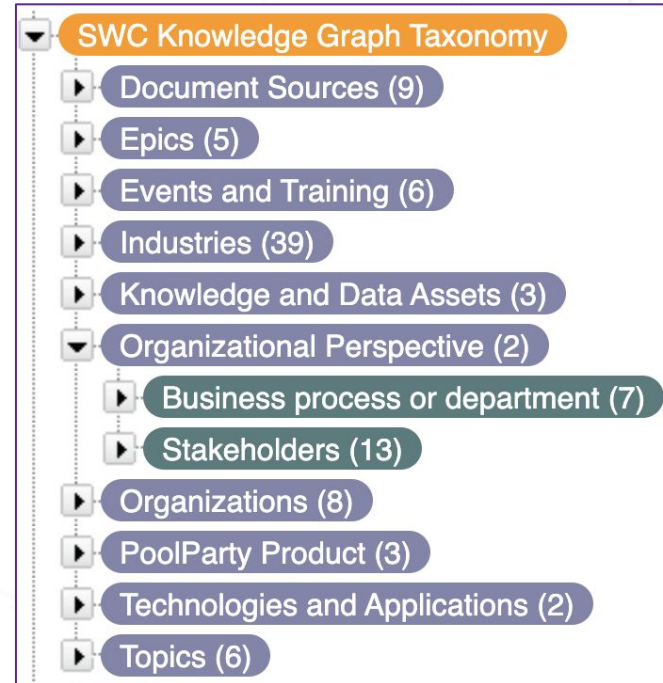 SWC Knowledge Graph Taxonomy
Document Sources (9)
Epics (5)
Events and Training (6)
Industries (39)
Knowledge and Data Assets (3)
Organizational Perspective (2)
Business process or department (7)
Stakeholders (13)
Organizations (8)
PoolParty Product (3)
Technologies and Applications (2)
Topics (6)